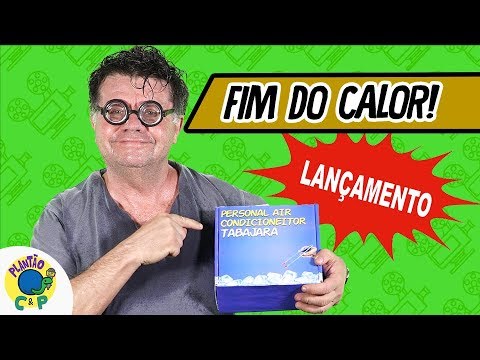 FIM DO CALOR!
LANÇAMENTO
PERSONAL AIR
CONDICIONEITOR
TABAJARA
PLANTÃO
C&P